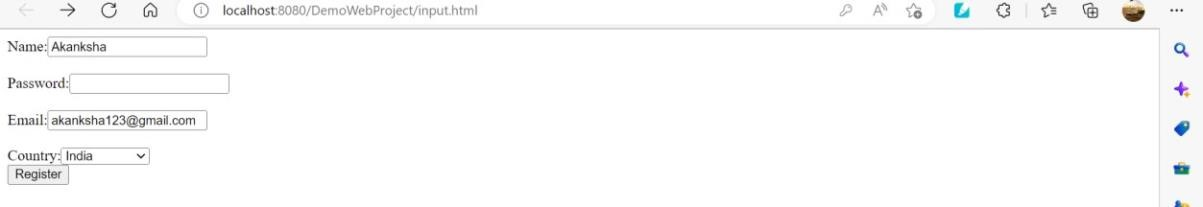 localhost:8080/DemoWebProject/input.html
Name: Akanksha
Password:
Email: akanksha123@gmail.com
Country: India
Register